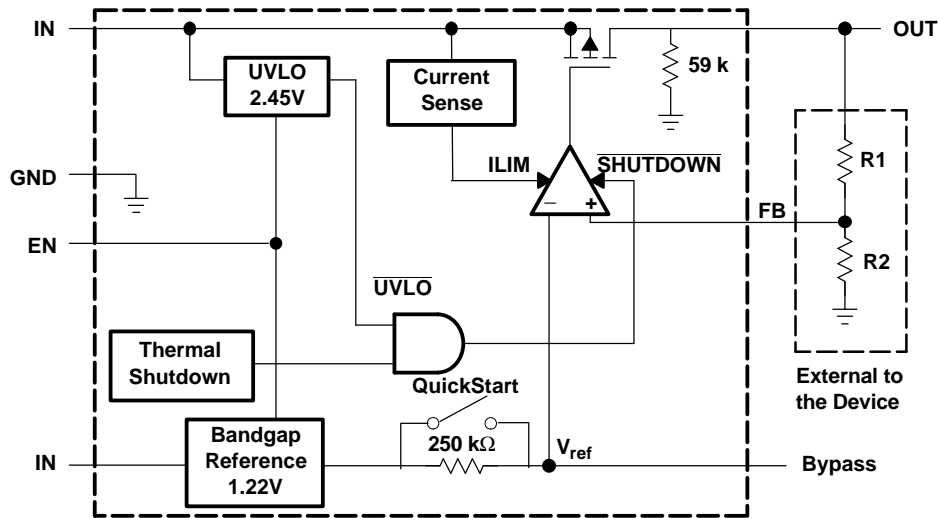 IN
OUT
UVLO
2.45V
Current
Sense
59 k
GND
ILIM
SHUTDOWN
R1
– +
FB
EN
R2
UVLO
Thermal
Shutdown
QuickStart
External to
the Device
IN
Bandgap
Reference
1.22V
250 kΩ
Vref
Bypass